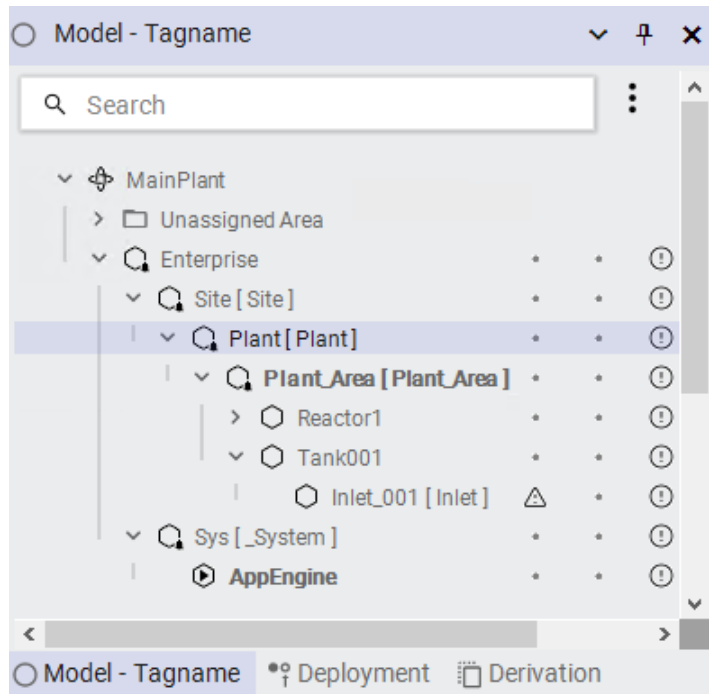 Model - Tagname
Search
MainPlant
Unassigned Area
Enterprise
Site [ Site ]
Plant [ Plant ]
Plant_Area [ Plant_Area ]
Reactor1
Tank001
Inlet_001 [ Inlet ]
Sys [ _System ]
AppEngine
Model - Tagname Deployment Derivation